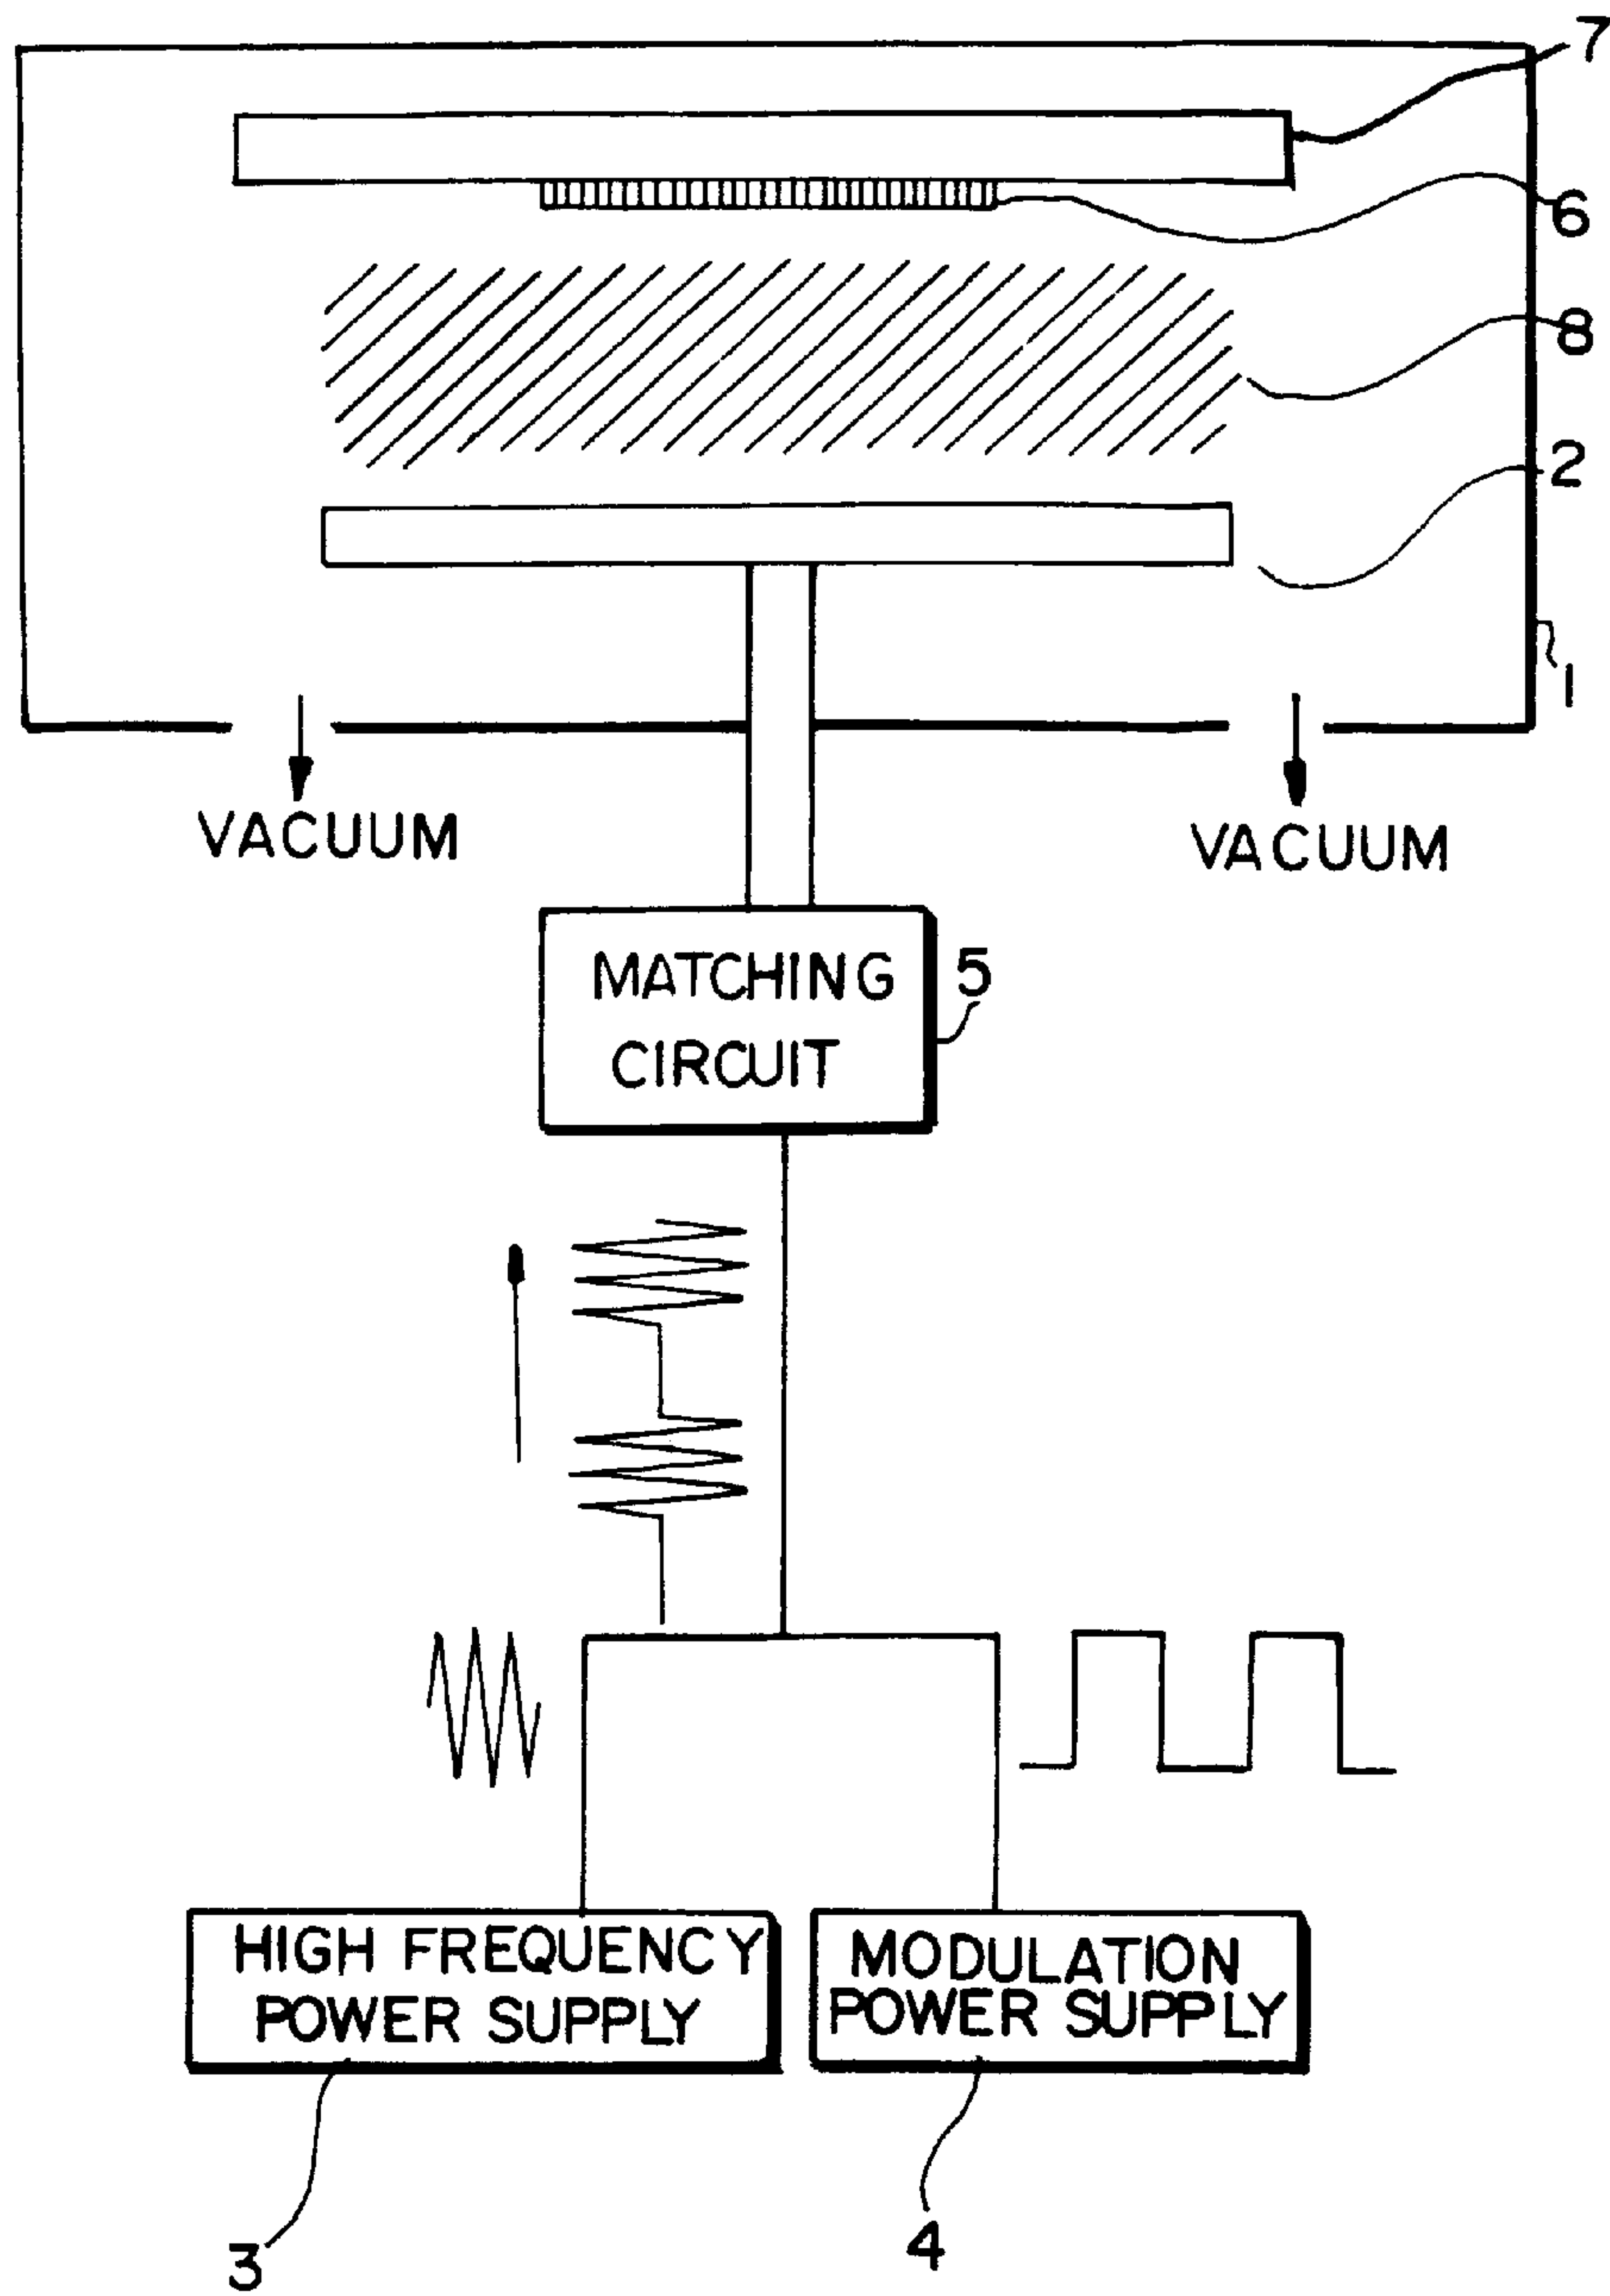 7
6
8
2
1
VACUUM
VACUUM
MATCHING
CIRCUIT
5
HIGH FREQUENCY
POWER SUPPLY
MODULATION
POWER SUPPLY
3
4